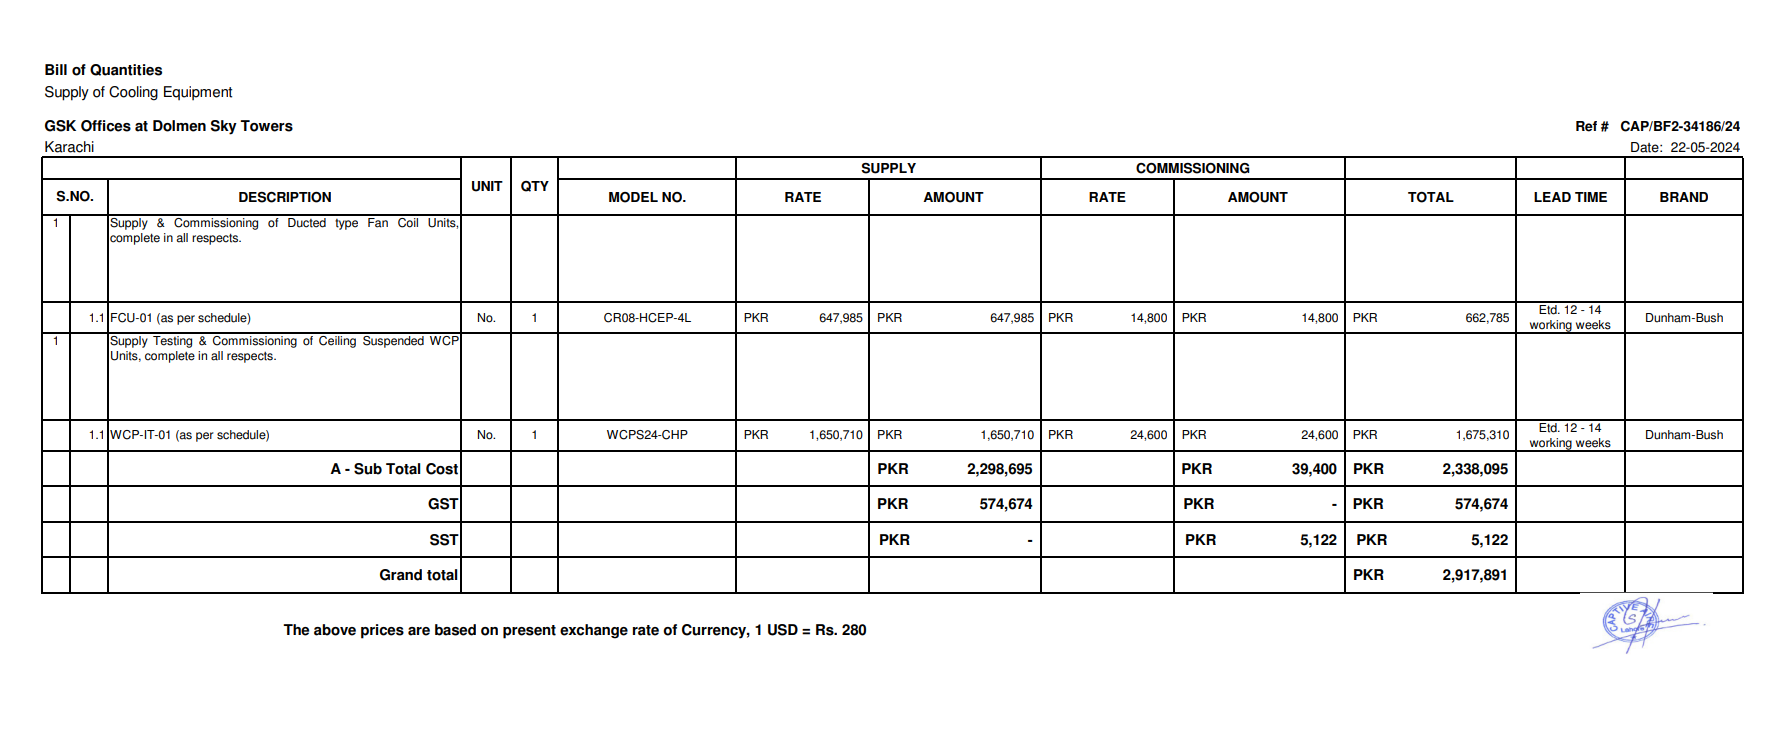 Bill of Quantities
Supply of Cooling Equipment
GSK Offices at Dolmen Sky Towers
Ref # CAP/BF2-34186/24
Karachi
Date: 22-05-2024
SUPPLY COMMISSIONING
S.NO. DESCRIPTION UNIT QTY MODEL NO. RATE AMOUNT RATE AMOUNT TOTAL LEAD TIME BRAND
1 Supply & Commissioning of Ducted type Fan Coil Units,
complete in all respects.
1.1 FCU-01 (as per schedule) No. 1 CR08-HCEP-4L PKR 647,985 PKR 647,985 PKR 14,800 PKR 14,800 PKR 662,785 Etd. 12 - 14 working weeks Dunham-Bush
1 Supply Testing & Commissioning of Ceiling Suspended WCP
Units, complete in all respects.
1.1 WCP-IT-01 (as per schedule) No. 1 WCPS24-CHP PKR 1,650,710 PKR 1,650,710 PKR 24,600 PKR 24,600 PKR 1,675,310 Etd. 12 - 14 working weeks Dunham-Bush
A - Sub Total Cost PKR 2,298,695 PKR 39,400 PKR 2,338,095
GST PKR 574,674 PKR - PKR 574,674
SST PKR - PKR 5,122 PKR 5,122
Grand total PKR 2,917,891
The above prices are based on present exchange rate of Currency, 1 USD = Rs. 280
CAPTIVE
Lahore